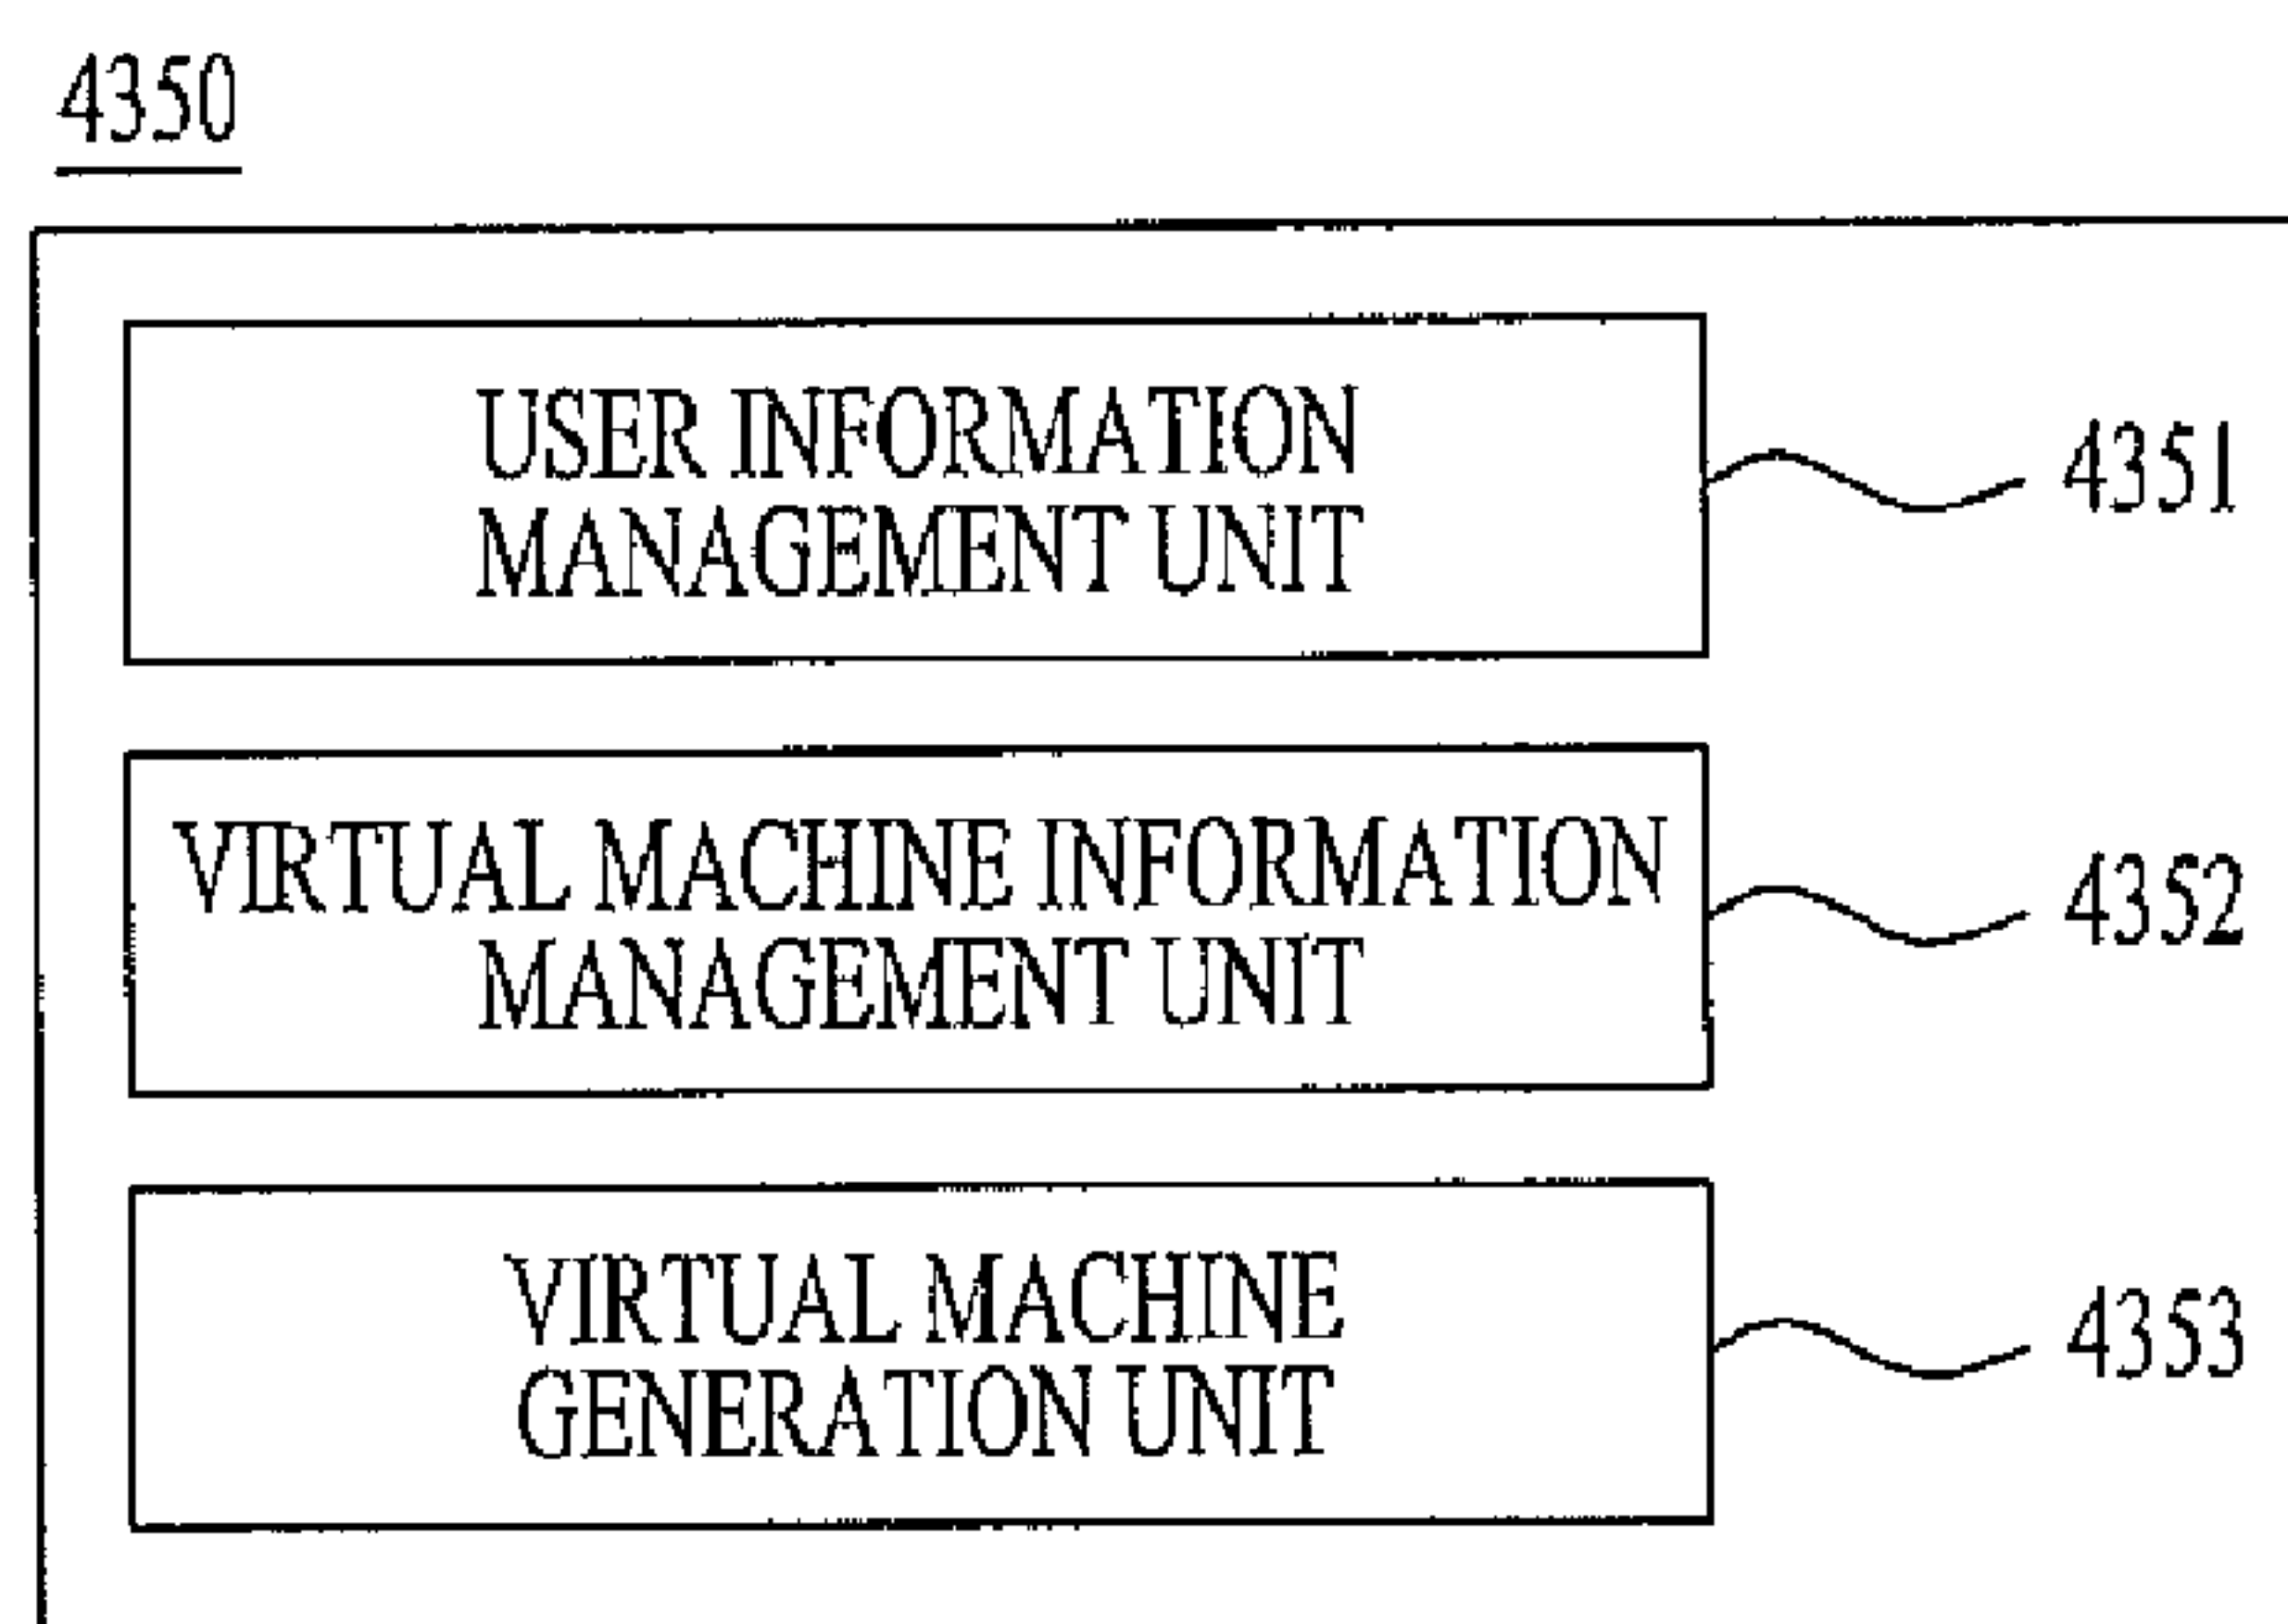 4350
USER INFORMATION
MANAGEMENT UNIT
4351
VIRTUAL MACHINE INFORMATION
MANAGEMENT UNIT
4352
VIRTUAL MACHINE
GENERATION UNIT
4353